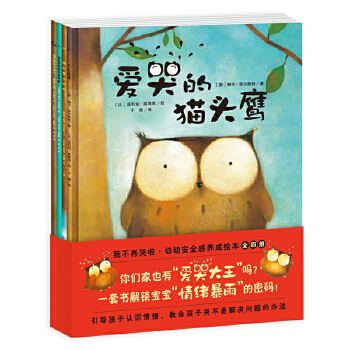 爱哭的
猫头鹰
我不再哭啦·幼幼安全感养成绘本 全四册
你们家也有“爱哭大王”吗?
一套书解锁宝宝“情绪暴雨”的密码!
引导孩子认识情绪,教会孩子哭不是解决问题的办法